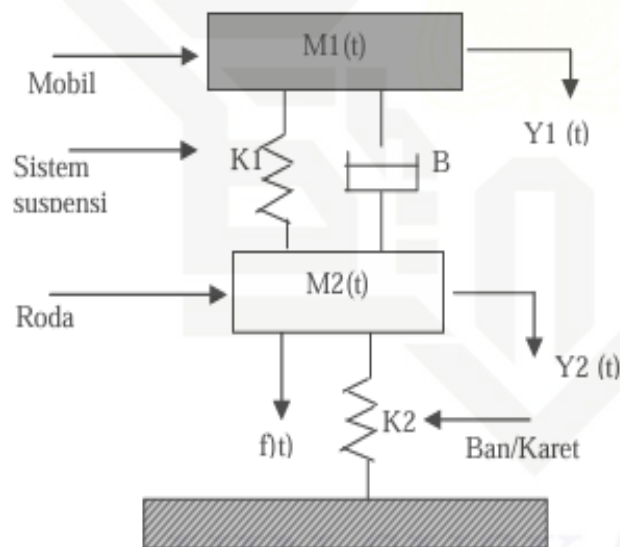 M1(t)
Mobil
Y1 (t)
K1
B
Sistem
suspensi
M2(t)
Roda
Y2 (t)
f)t)
K2
Ban/Karet